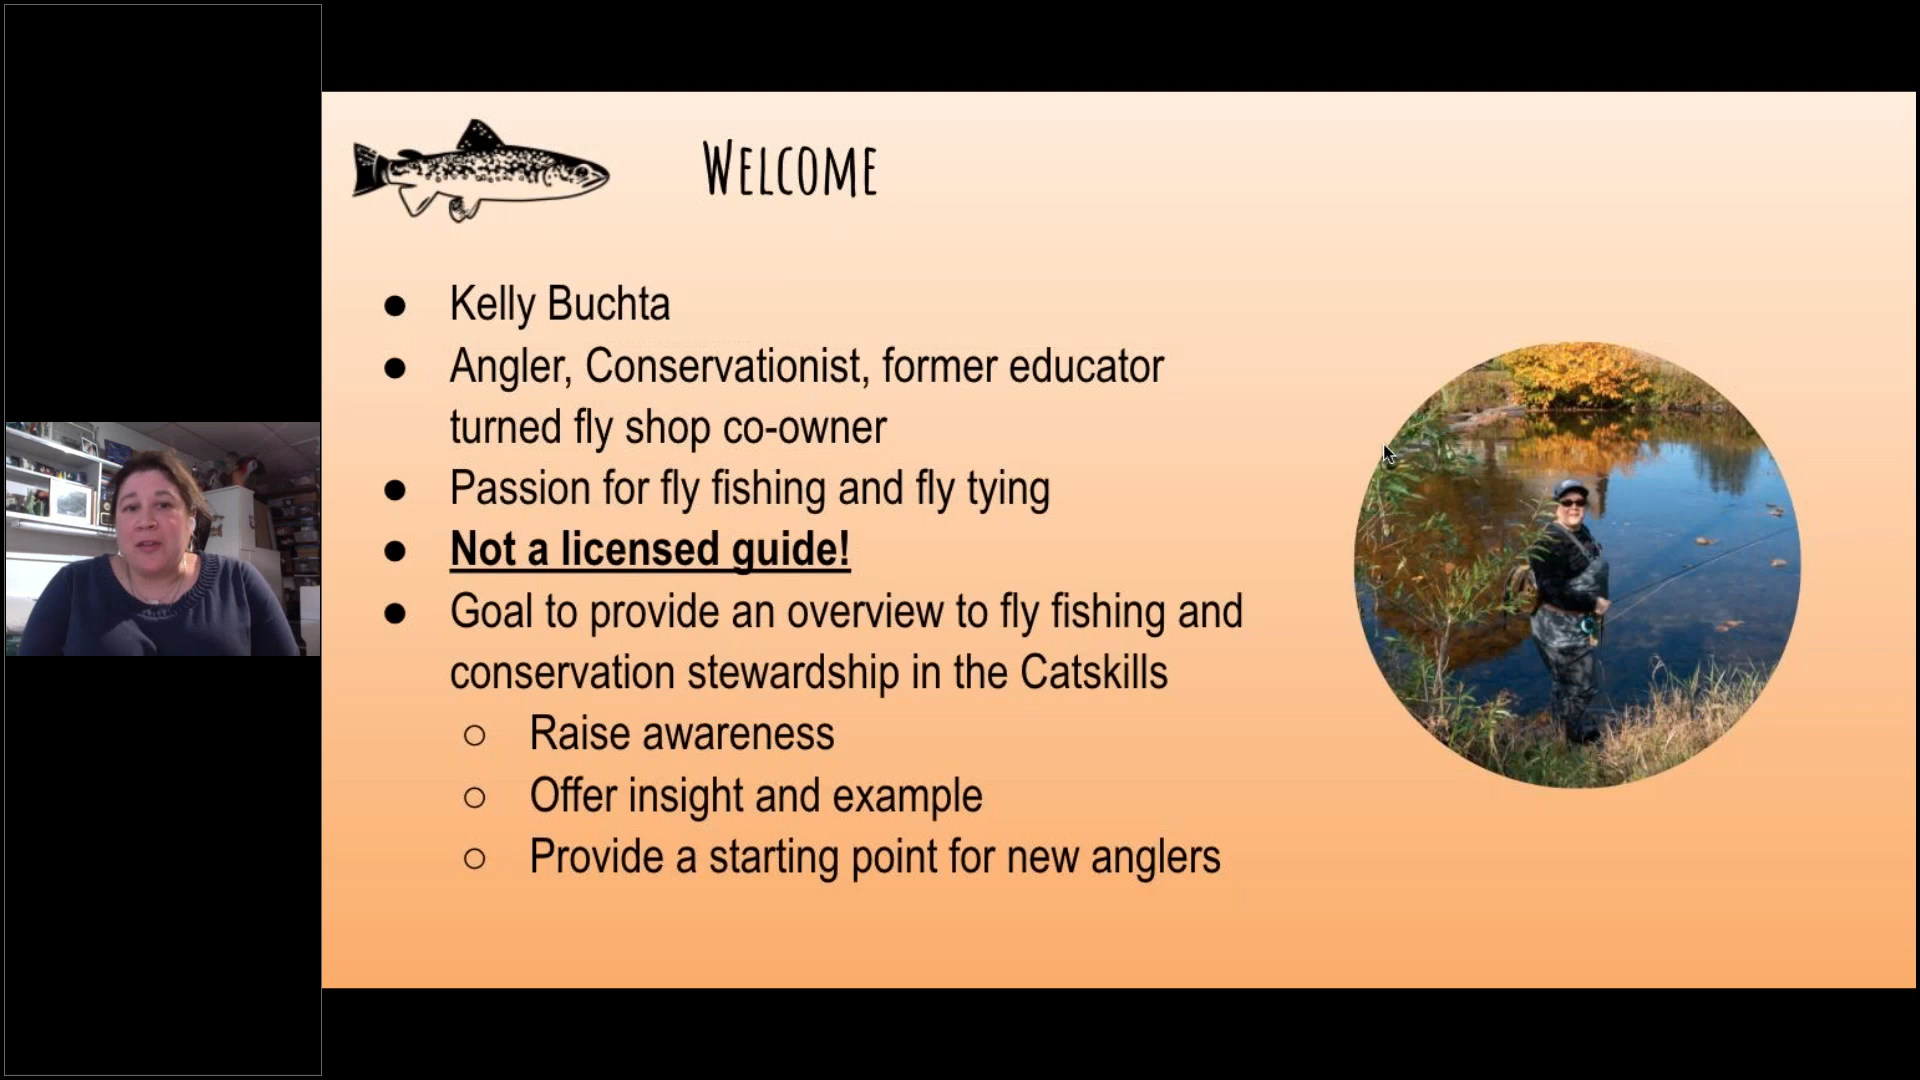 WELCOME
● Kelly Buchta
● Angler, Conservationist, former educator
turned fly shop co-owner
● Passion for fly fishing and fly tying
● Not a licensed guide!
● Goal to provide an overview to fly fishing and
conservation stewardship in the Catskills
○ Raise awareness
○ Offer insight and example
○ Provide a starting point for new anglers